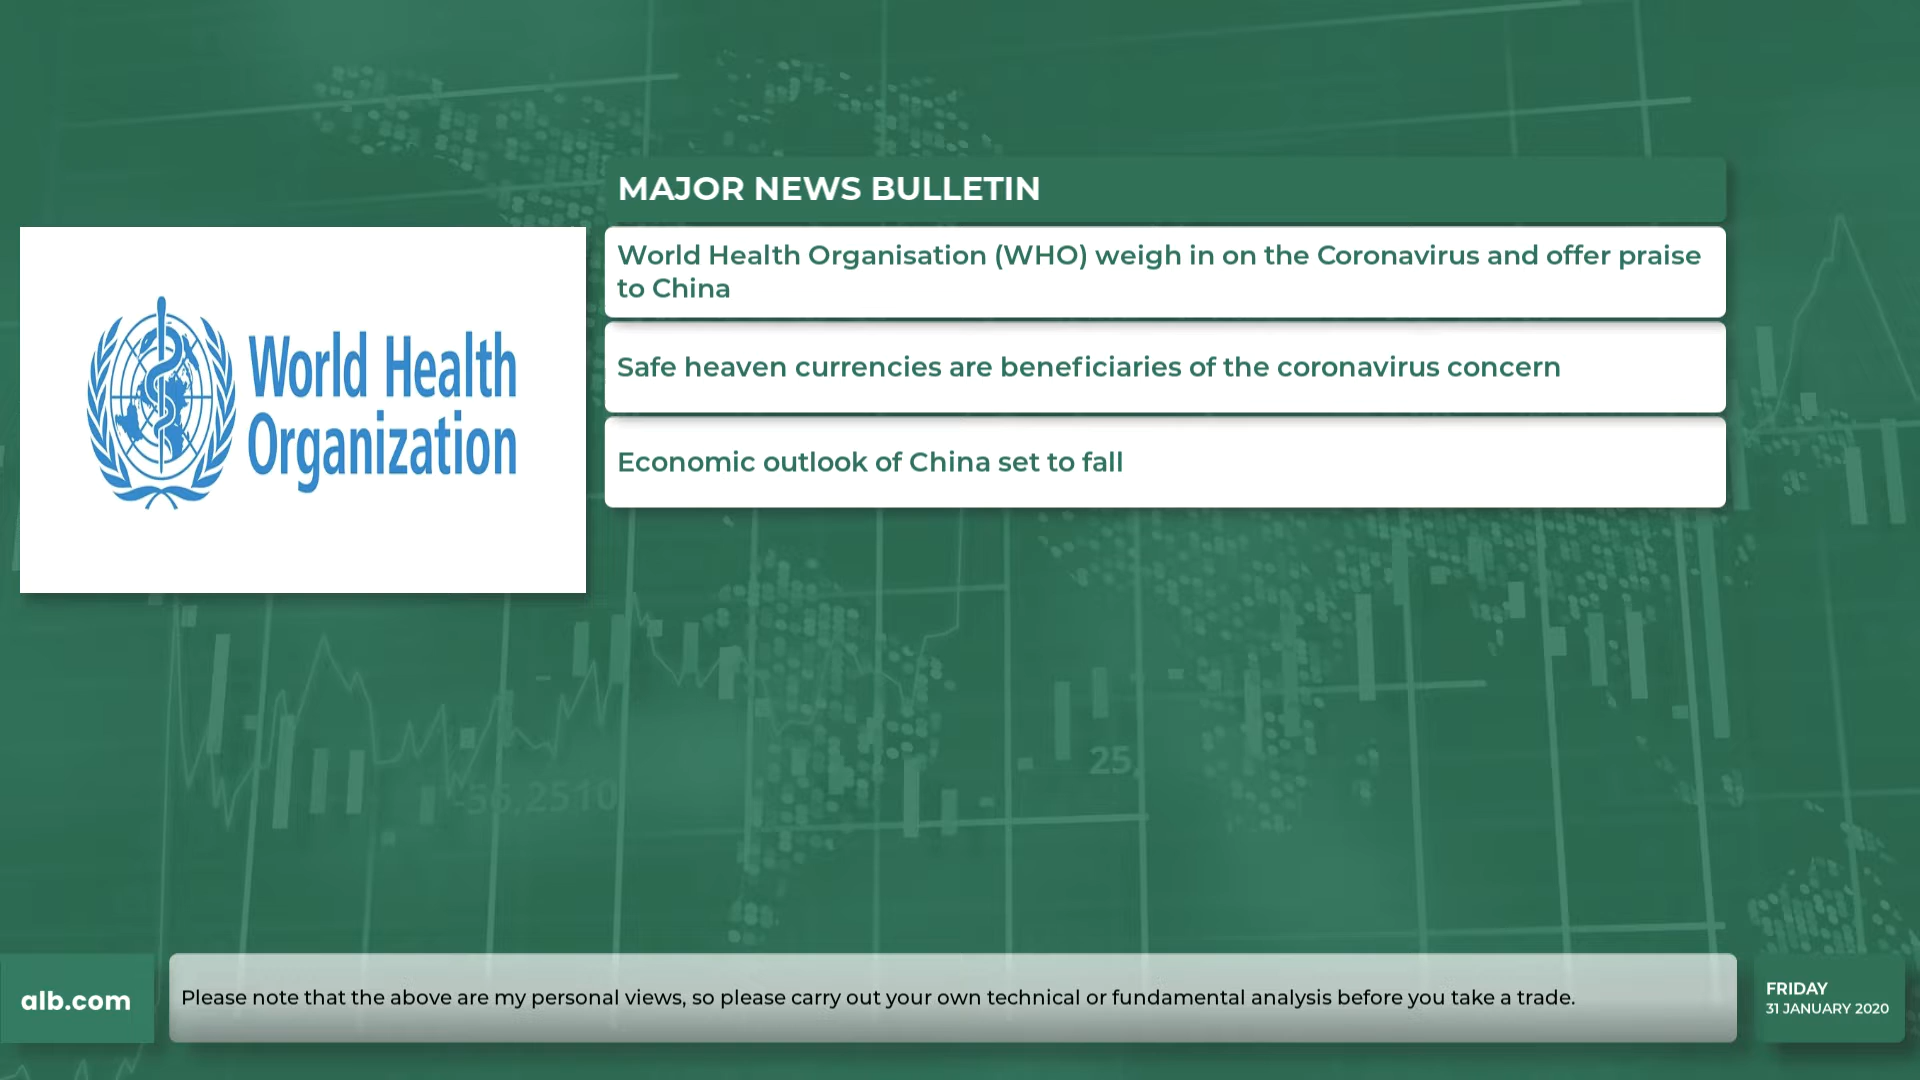 MAJOR NEWS BULLETIN
World Health
Organization
World Health Organisation (WHO) weigh in on the Coronavirus and offer praise
to China
Safe heaven currencies are beneficiaries of the coronavirus concern
Economic outlook of China set to fall
-56,2510
25,
alb.com
Please note that the above are my personal views, so please carry out your own technical or fundamental analysis before you take a trade.
FRIDAY
31 JANUARY 2020